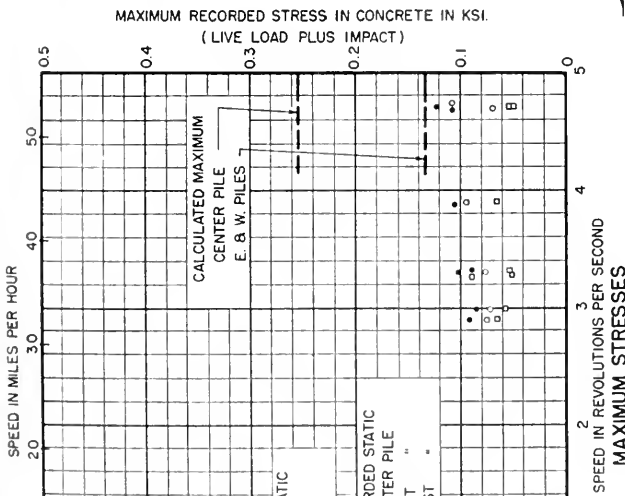 MAXIMUM RECORDED STRESS IN CONCRETE IN KSI.
(LIVE LOAD PLUS IMPACT)
0.5
0.4
0.3
0.2
0.1
0
SPEED IN MILES PER HOUR
50
40
30
20
CALCULATED MAXIMUM
CENTER PILE
E. & W. PILES
ATIC
RDED STATIC
TER PILE
T "
ST "
5
4
3
2
SPEED IN REVOLUTIONS PER SECOND
MAXIMUM STRESSES